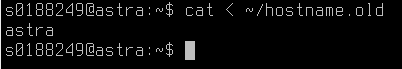 s0188249@astra:~$ cat < ~/hostname.old
astra
s0188249@astra:~$